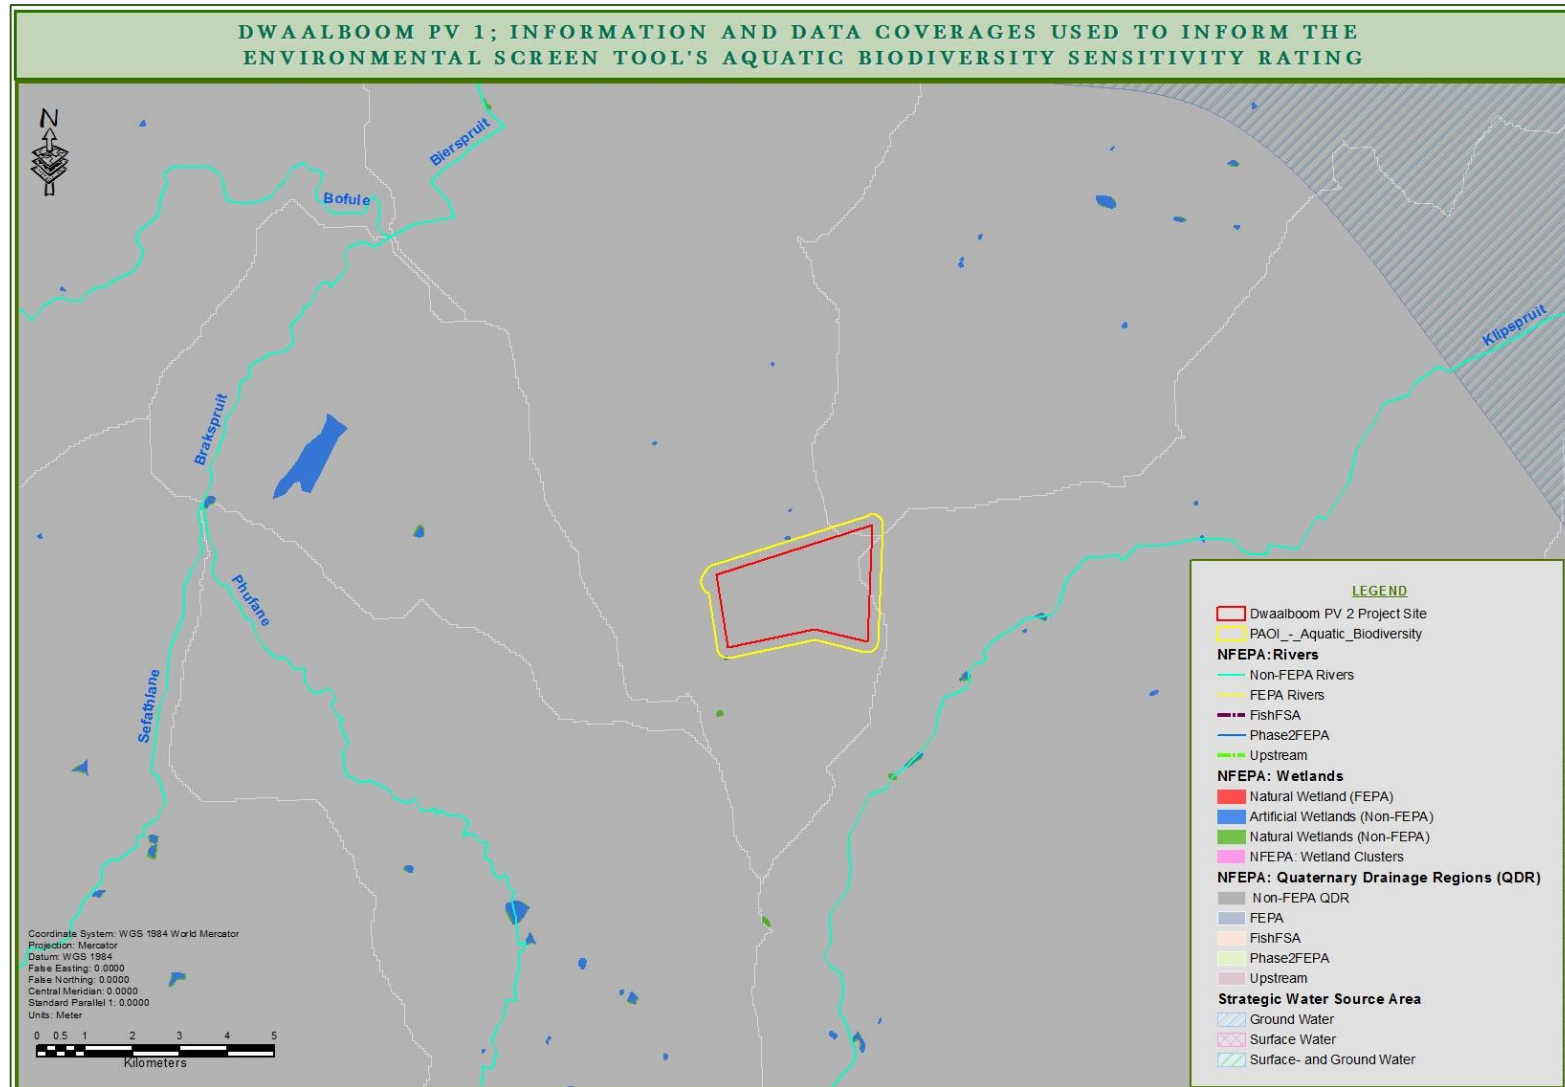 DWAALBOOM PV 1; INFORMATION AND DATA COVERAGES USED TO INFORM THE
ENVIRONMENTAL SCREEN TOOL'S AQUATIC BIODIVERSITY SENSITIVITY RATING
N
Bierspruit
Bofule
Klipspruit
Brakspruit
Phufane
Sefathlane
LEGEND
Dwaalboom PV 2 Project Site
PAOI_-_Aquatic_Biodiversity
NFEPA:Rivers
Non-FEPA Rivers
FEPA Rivers
FishFSA
Phase2FEPA
Upstream
NFEPA: Wetlands
Natural Wetland (FEPA)
Artificial Wetlands (Non-FEPA)
Natural Wetlands (Non-FEPA)
NFEPA: Wetland Clusters
NFEPA: Quaternary Drainage Regions (QDR)
Non-FEPA QDR
FEPA
FishFSA
Phase2FEPA
Upstream
Strategic Water Source Area
Ground Water
Surface Water
Surface- and Ground Water
Coordinate System: WGS 1984 World Mercator
Projection: Mercator
Datum: WGS 1984
False Easting: 0.0000
False Northing: 0.0000
Central Meridian: 0.0000
Standard Parallel 1: 0.0000
Units: Meter
0 0.5 1 2 3 4 5
Kilometers